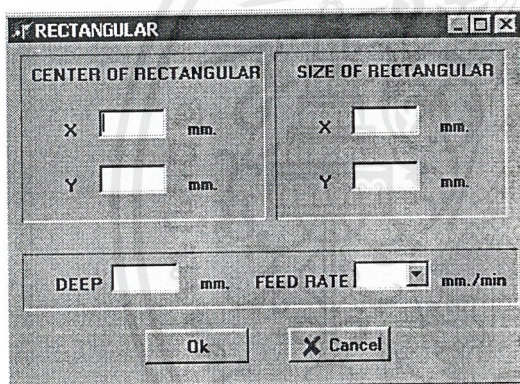 RECTANGULAR
CENTER OF RECTANGULAR
X mm.
Y mm.
SIZE OF RECTANGULAR
X mm.
Y mm.
DEEP mm. FEED RATE mm./min
Ok Cancel